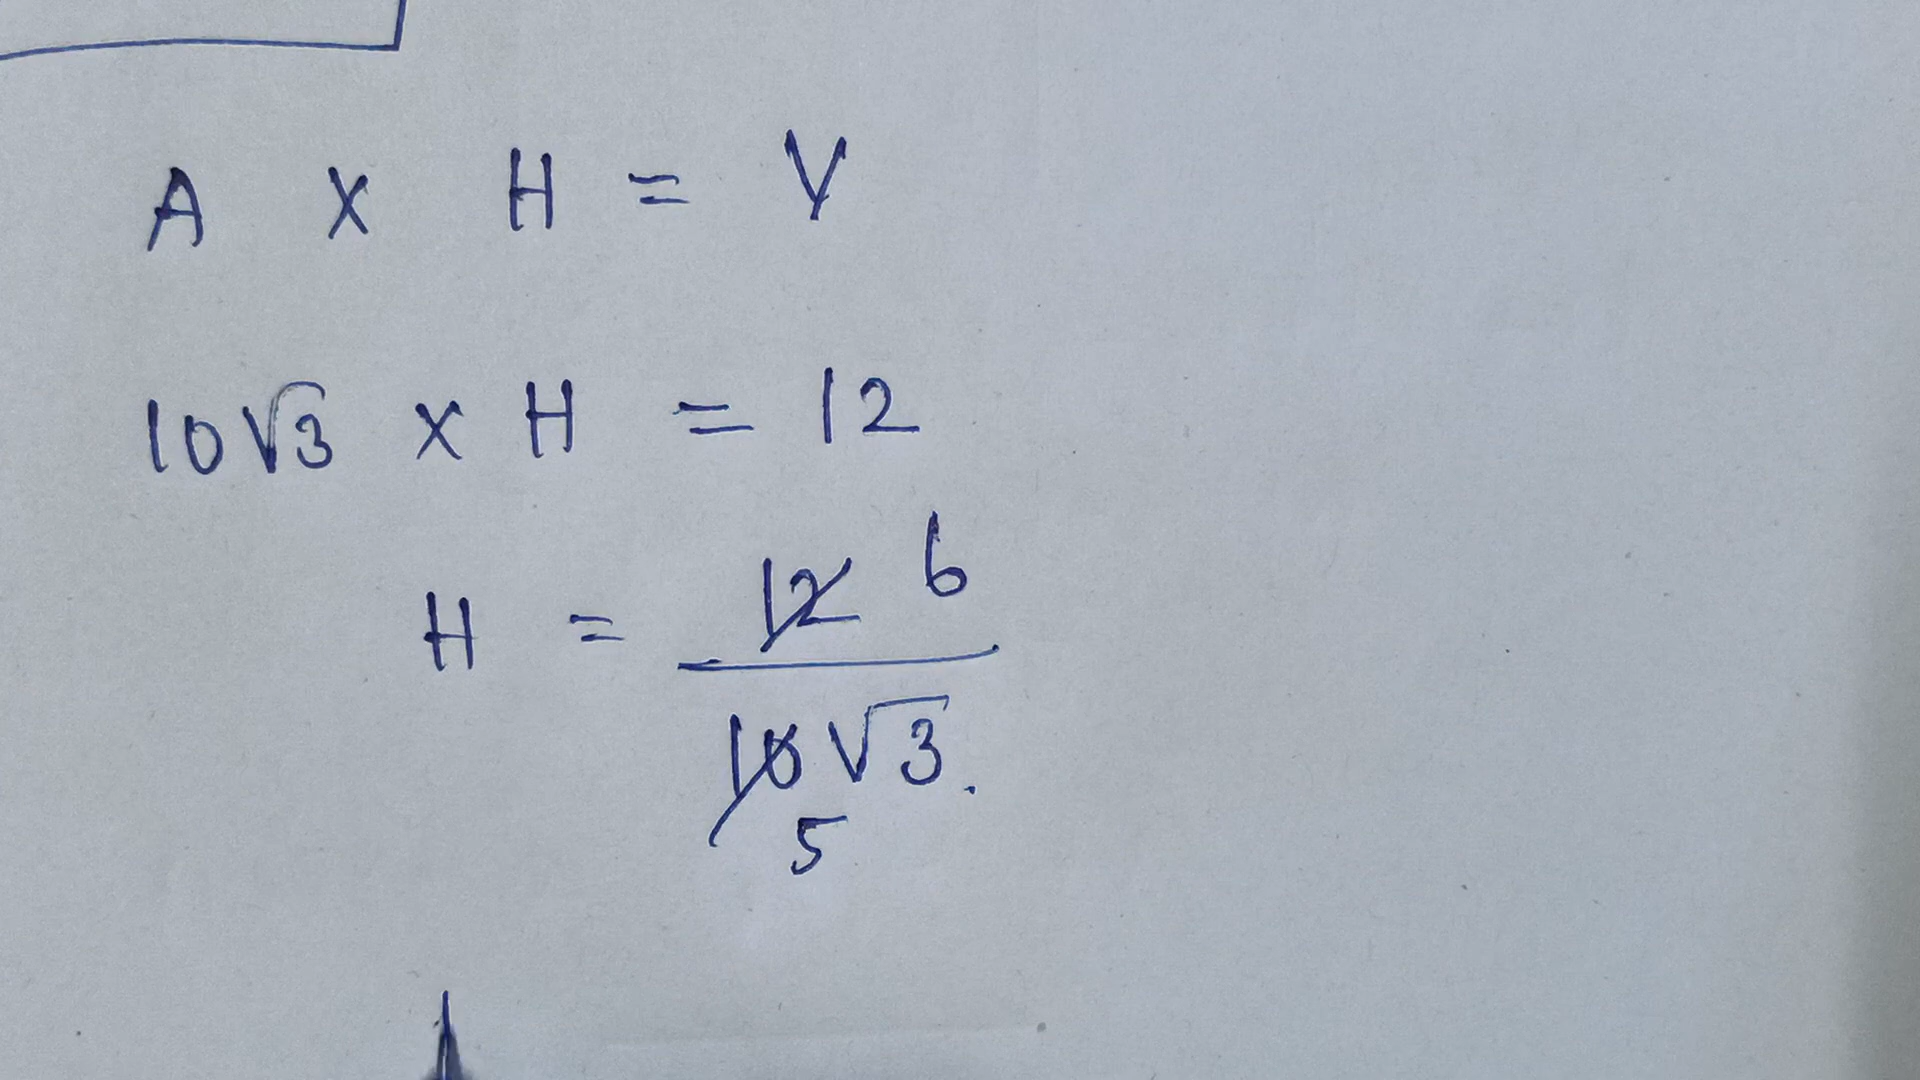 A × H = V
10√3 × H = 12
H = 12 6
10√3.
5